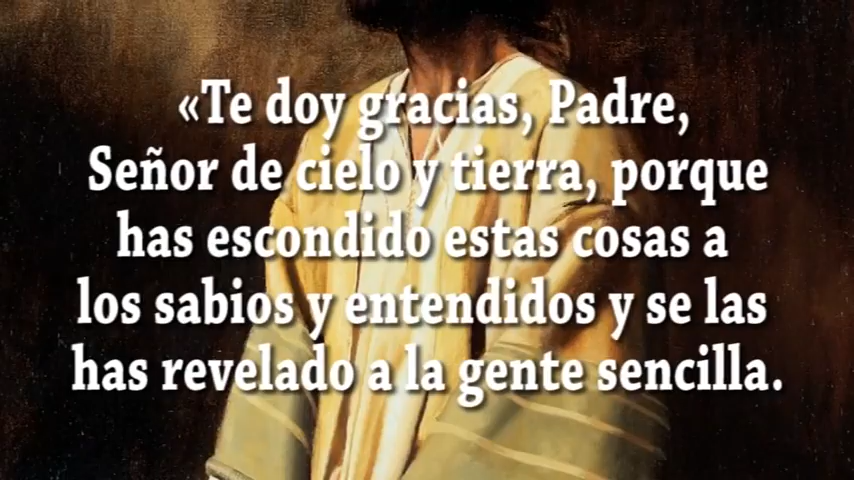 «Te doy gracias, Padre,
Señor de cielo y tierra, porque
has escondido estas cosas a
los sabios y entendidos y se las
has revelado a la gente sencilla.